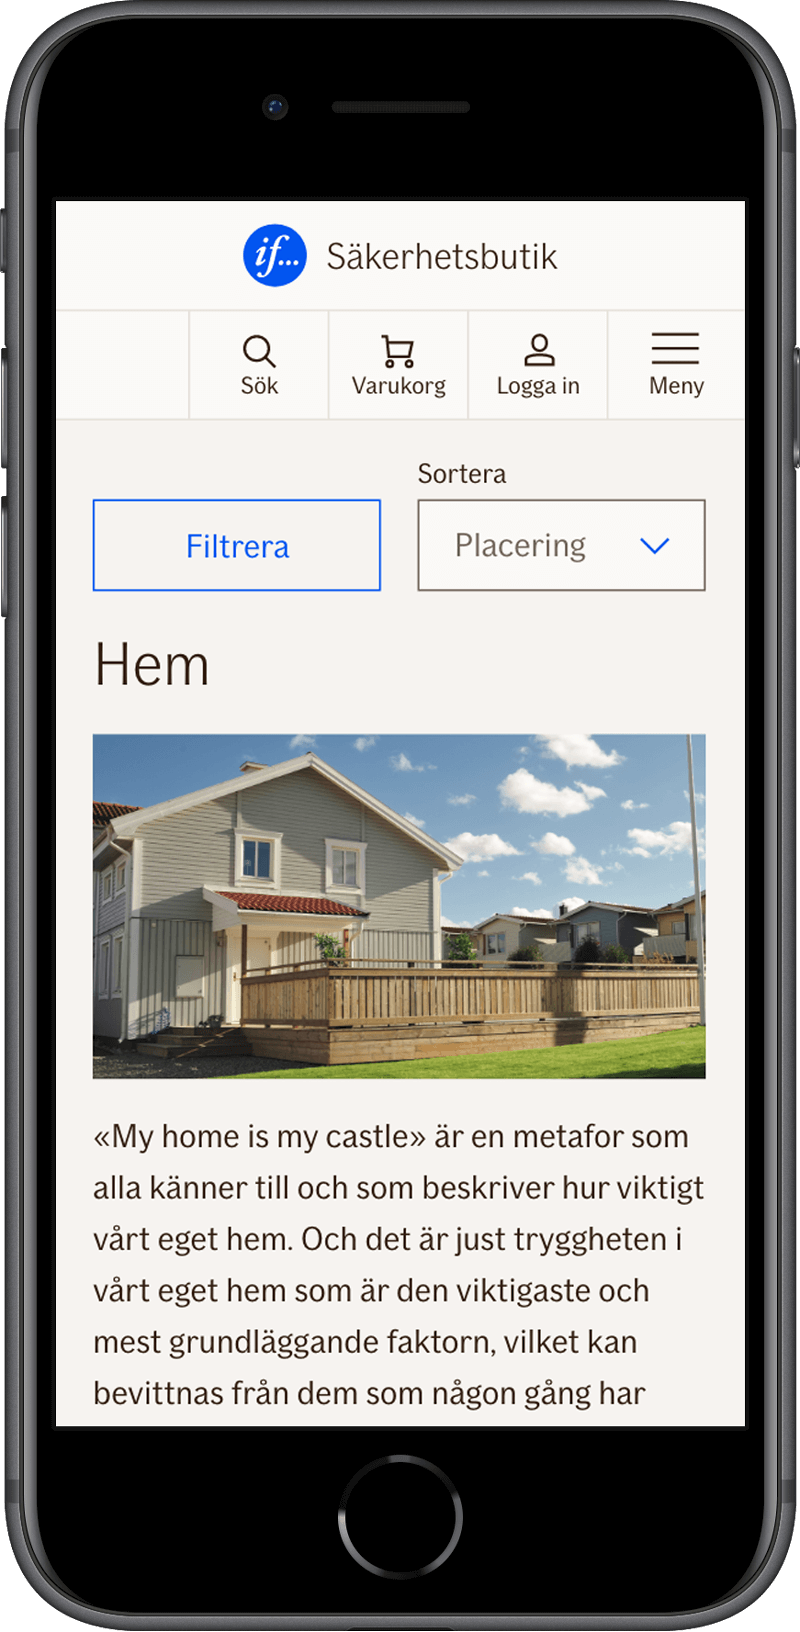 if... Säkerhetsbutik
Sök Varukorg Logga in Meny
Sortera
Filtrera Placering
Hem
«My home is my castle» är en metafor som
alla känner till och som beskriver hur viktigt
vårt eget hem. Och det är just tryggheten i
vårt eget hem som är den viktigaste och
mest grundläggande faktorn, vilket kan
bevittnas från dem som någon gång har